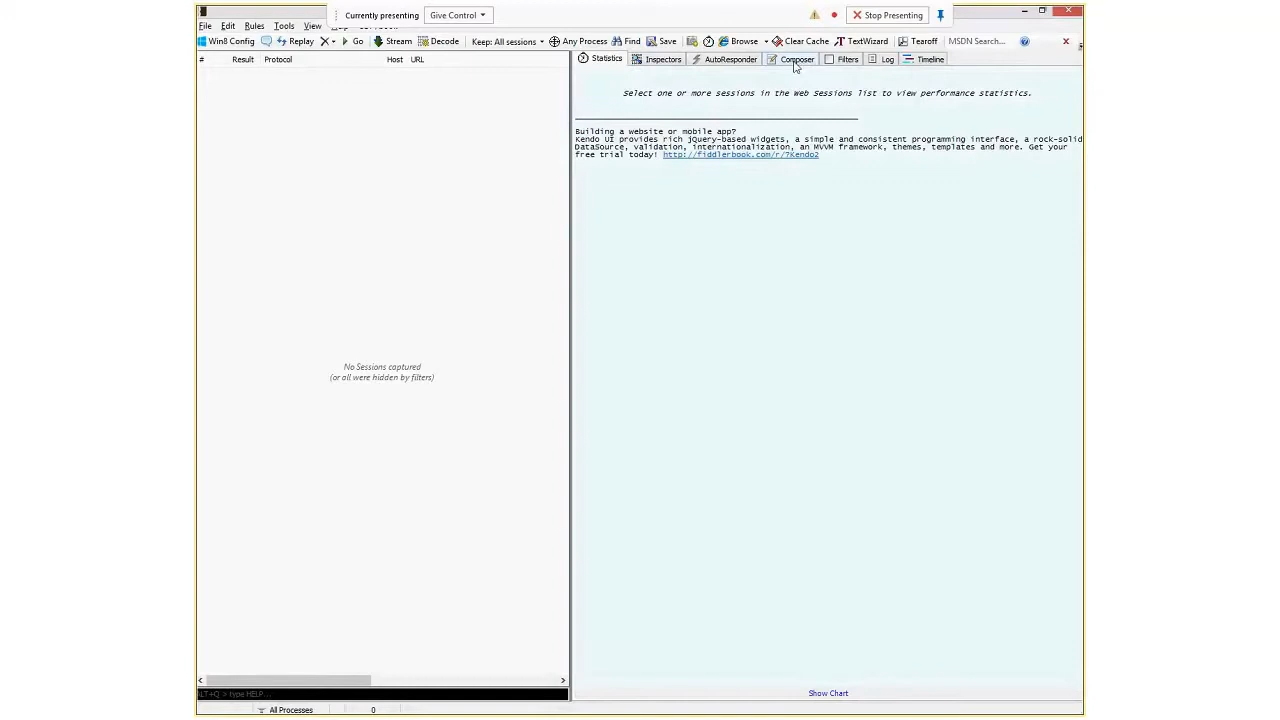 Currently presenting Give Control Stop Presenting
File Edit Rules Tools View
Win8 Config Replay Go Stream Decode Keep: All sessions Any Process Find Save Browse Clear Cache TextWizard Tearoff MSDN Search...
# Result Protocol Host URL
Statistics Inspectors AutoResponder Composer Filters Log Timeline
Select one or more sessions in the Web Sessions list to view performance statistics.
Building a website or mobile app?
Kendo UI provides rich jQuery-based widgets, a simple and consistent programming interface, a rock-solid
DataSource, validation, internationalization, an MVVM framework, themes, templates and more. Get your
free trial today! http://fiddlerbook.com/r/?Kendo2
No Sessions captured
(or all were hidden by filters)
ALT+Q > type HELP...
Show Chart
All Processes 0